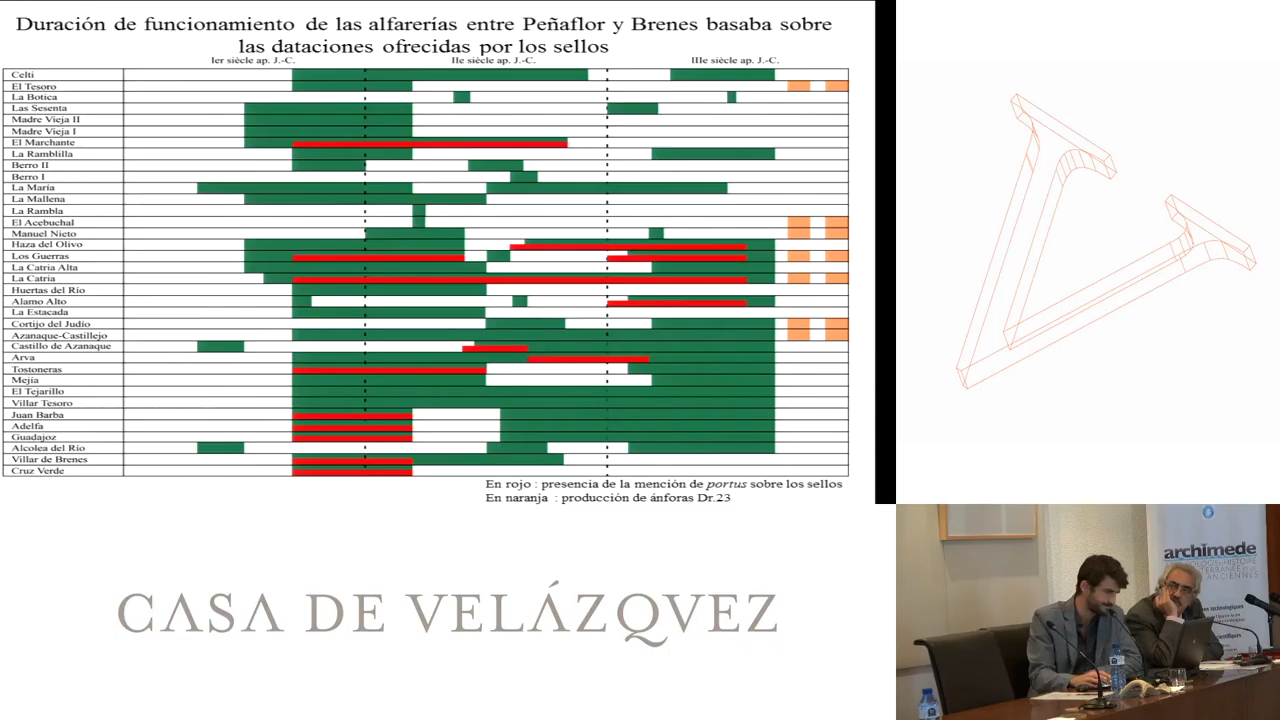 Duración de funcionamiento de las alfarerías entre Peñaflor y Brenes basaba sobre
las dataciones ofrecidas por los sellos
Ier siècle ap. J.-C. IIe siècle ap. J.-C. IIIe siècle ap. J.-C.
Celti
El Tesoro
La Botica
Las Sesenta
Madre Vieja II
Madre Vieja I
El Marchante
La Ramblilla
Berro II
Berro I
La María
La Mallena
La Rambla
El Acebuchal
Manuel Nieto
Haza del Olivo
Los Guerras
La Catria Alta
La Catria
Huertas del Río
Alamo Alto
La Estacada
Cortijo del Judío
Azanaque-Castillejo
Castillo de Azanaque
Arva
Tostoneras
Mejía
El Tejarillo
Villar Tesoro
Juan Barba
Adelfa
Guadajoz
Alcolea del Río
Villar de Brenes
Cruz Verde
En rojo : presencia de la mención de portus sobre los sellos
En naranja : producción de ánforas Dr.23
CASA DE VELÁZQVEZ
archimede
ANCIENNES